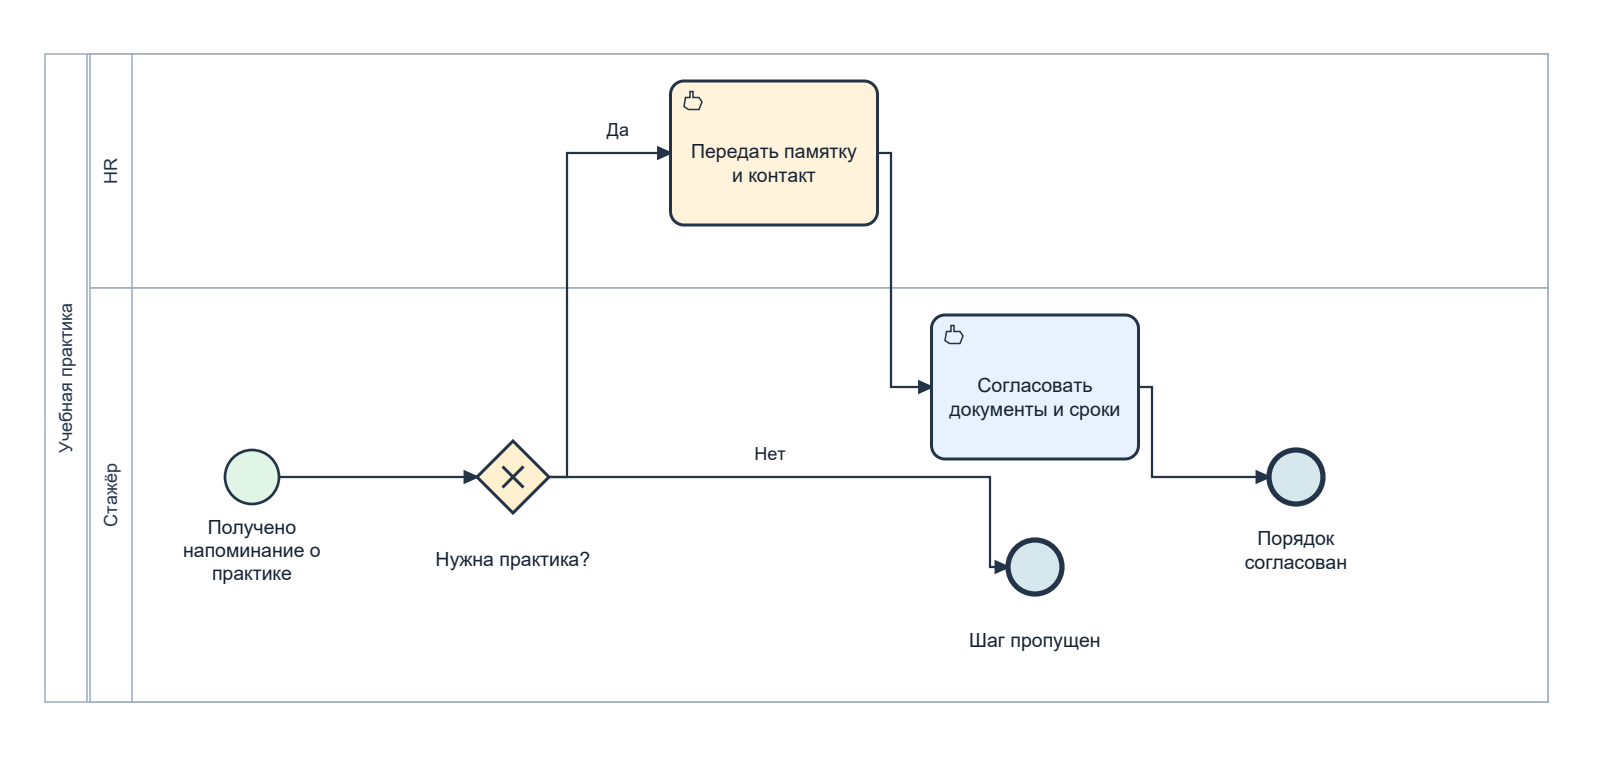 Учебная практика
HR
Стажёр
Да
Передать памятку
и контакт
Согласовать
документы и сроки
Нет
Получено
напоминание о
практике
Нужна практика?
Порядок
согласован
Шаг пропущен